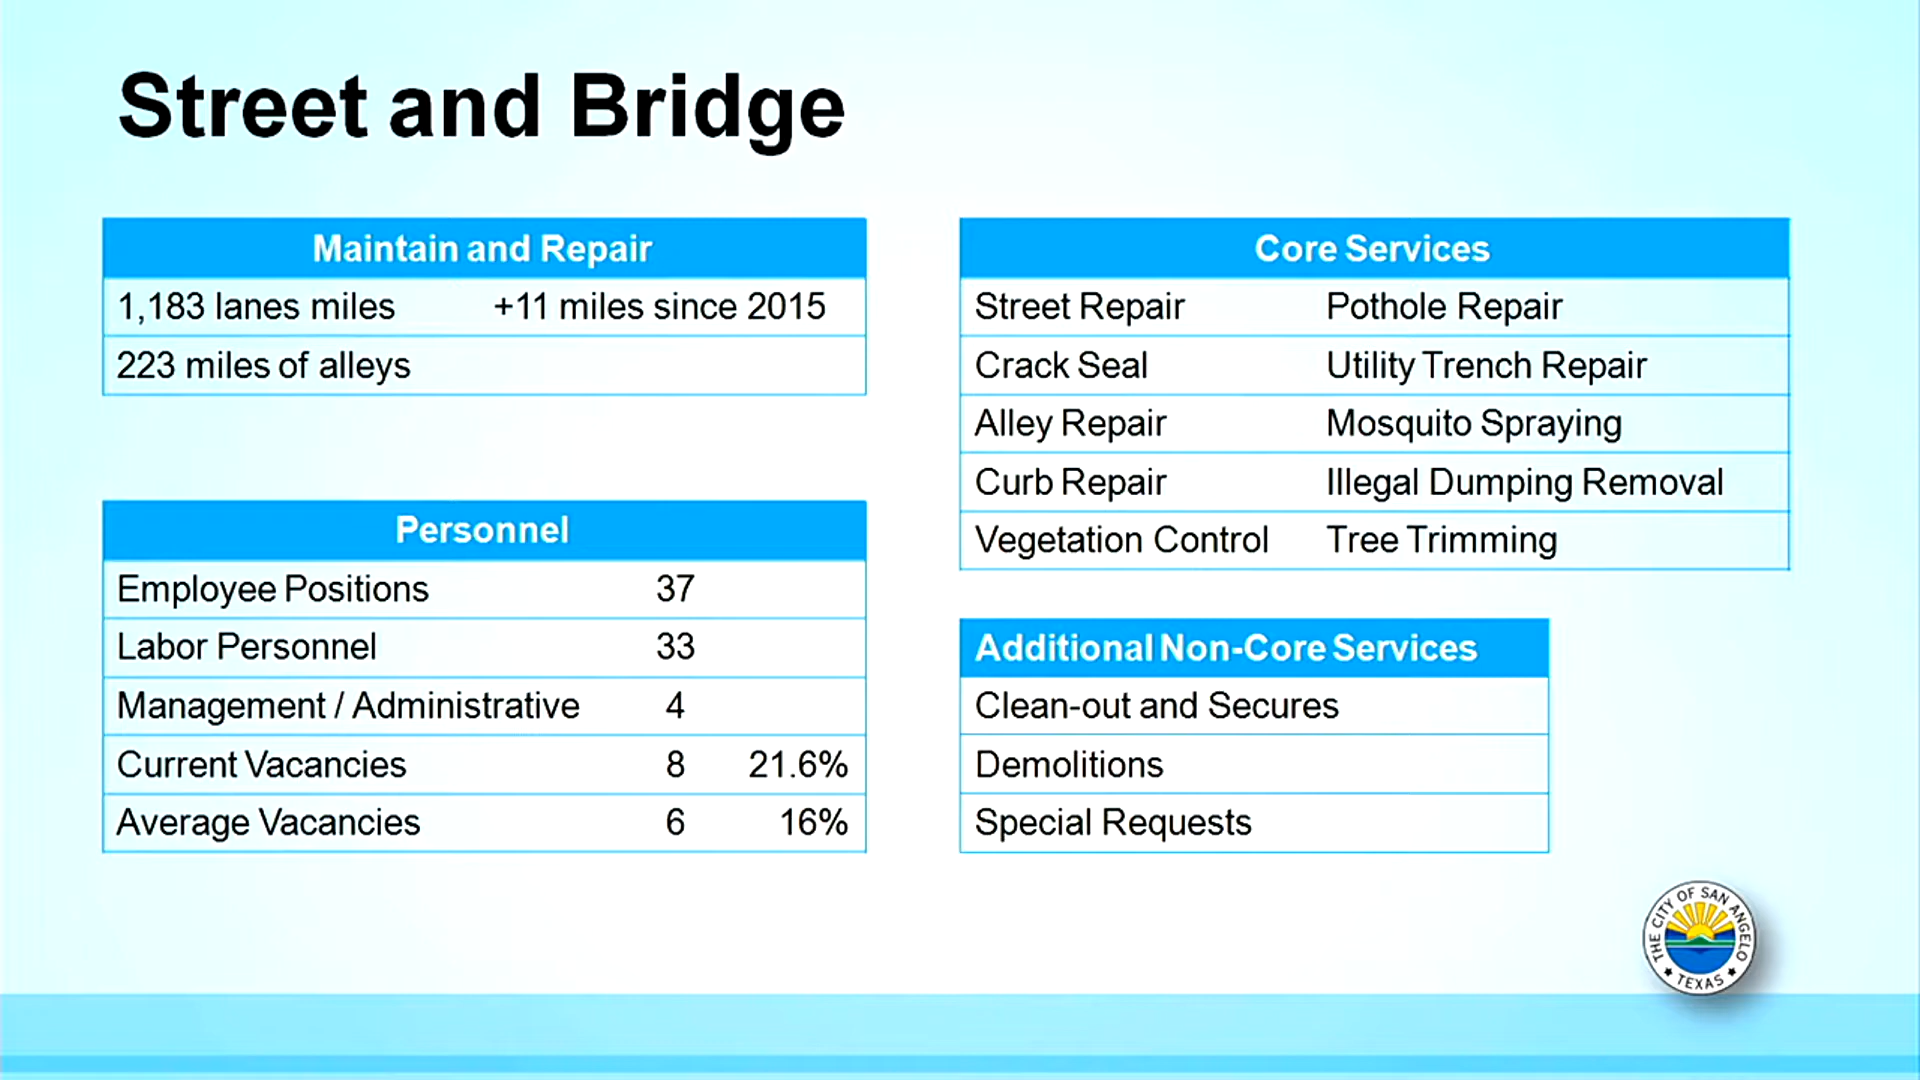 Street and Bridge
Maintain and Repair
1,183 lanes miles +11 miles since 2015
223 miles of alleys
Personnel
Employee Positions 37
Labor Personnel 33
Management / Administrative 4
Current Vacancies 8 21.6%
Average Vacancies 6 16%
Core Services
Street Repair Pothole Repair
Crack Seal Utility Trench Repair
Alley Repair Mosquito Spraying
Curb Repair Illegal Dumping Removal
Vegetation Control Tree Trimming
Additional Non-Core Services
Clean-out and Secures
Demolitions
Special Requests
THE CITY OF SAN ANGELO
TEXAS